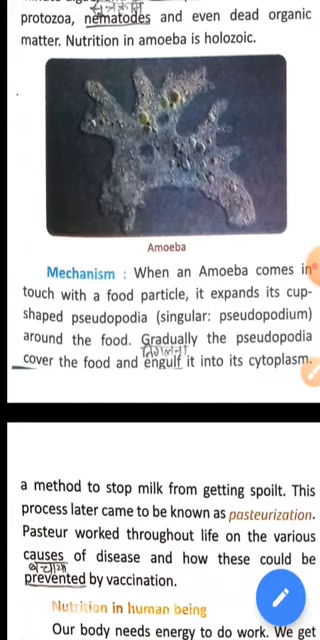 protozoa, nematodes and even dead organic
matter. Nutrition in amoeba is holozoic.
Amoeba
Mechanism : When an Amoeba comes in
touch with a food particle, it expands its cup-
shaped pseudopodia (singular: pseudopodium)
around the food. Gradually the pseudopodia
निगलना
cover the food and engulf it into its cytoplasm.
a method to stop milk from getting spoilt. This
process later came to be known as pasteurization.
Pasteur worked throughout life on the various
causes of disease and how these could be
prevented by vaccination.
Nutrition in human being
Our body needs energy to do work. We get